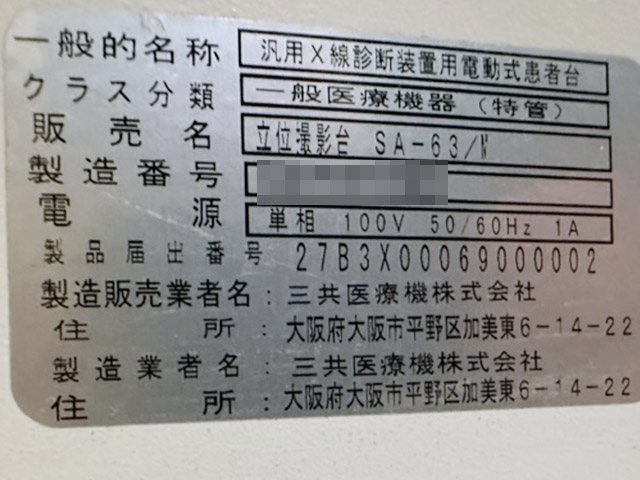 一般的名称 汎用X線診断装置用電動式患者台
クラス分類 一般医療機器（特管）
販売名 立位撮影台 SA-63/W
製造番号
電源 単相 100V 50/60Hz 1A
製品届出番号 27B3X00069000002
製造販売業者名：三共医療機株式会社
住所：大阪府大阪市平野区加美東6-14-22
製造業者名：三共医療機株式会社
住所：大阪府大阪市平野区加美東6-14-22